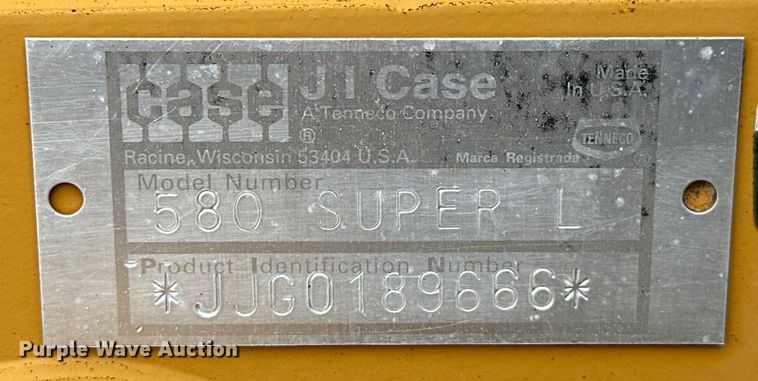 case
J I Case
A Tenneco Company
®
Racine, Wisconsin 53404 U.S.A.
Made
In U.S.A.
TENNECO
Marca Registrada ®
Model Number
580 SUPER L
Product Identification Number
*JJG0189666*
Purple Wave Auction